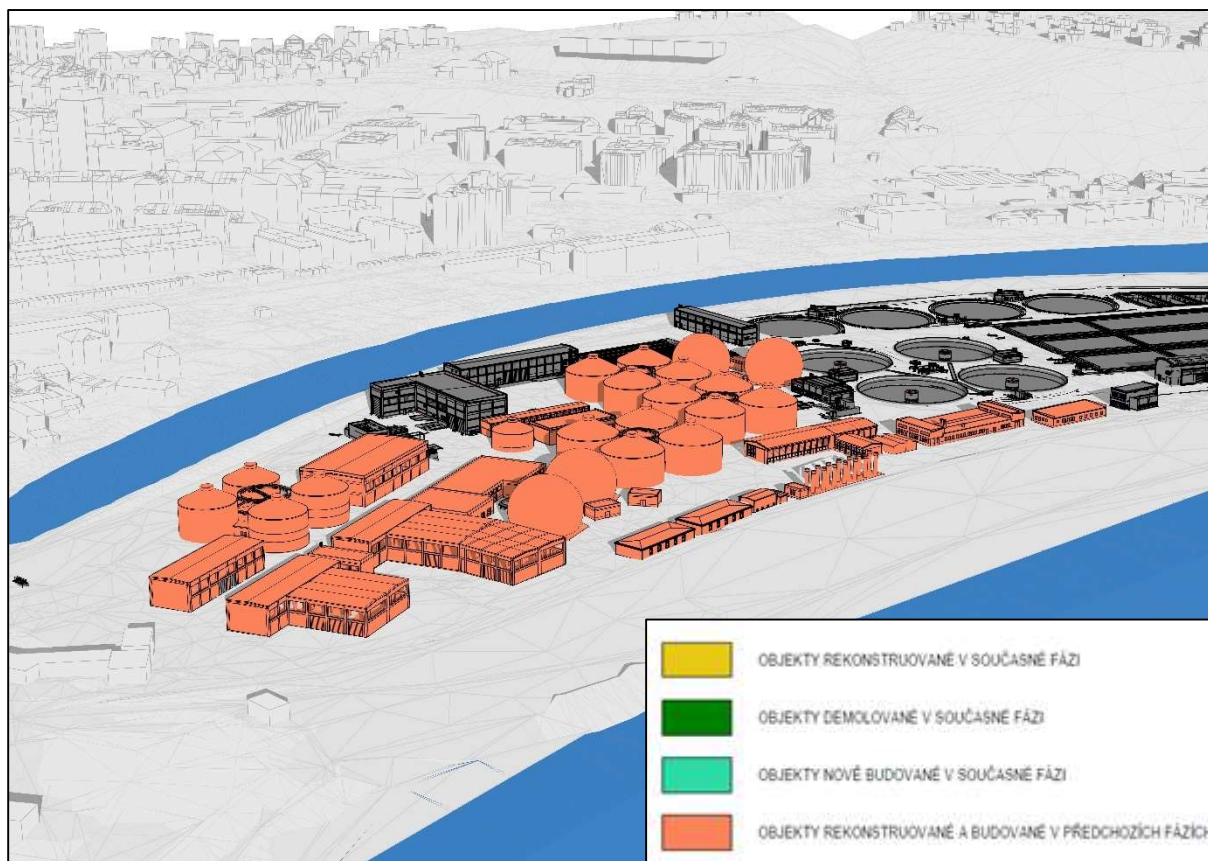 OBJEKTY REKONSTRUOVANÉ V SOUČASNÉ FÁZI
OBJEKTY DEMOLOVANÉ V SOUČASNÉ FÁZI
OBJEKTY NOVĚ BUDOVANÉ V SOUČASNÉ FÁZI
OBJEKTY REKONSTRUOVANÉ A BUDOVANÉ V PŘEDCHOZÍCH FÁZÍCH